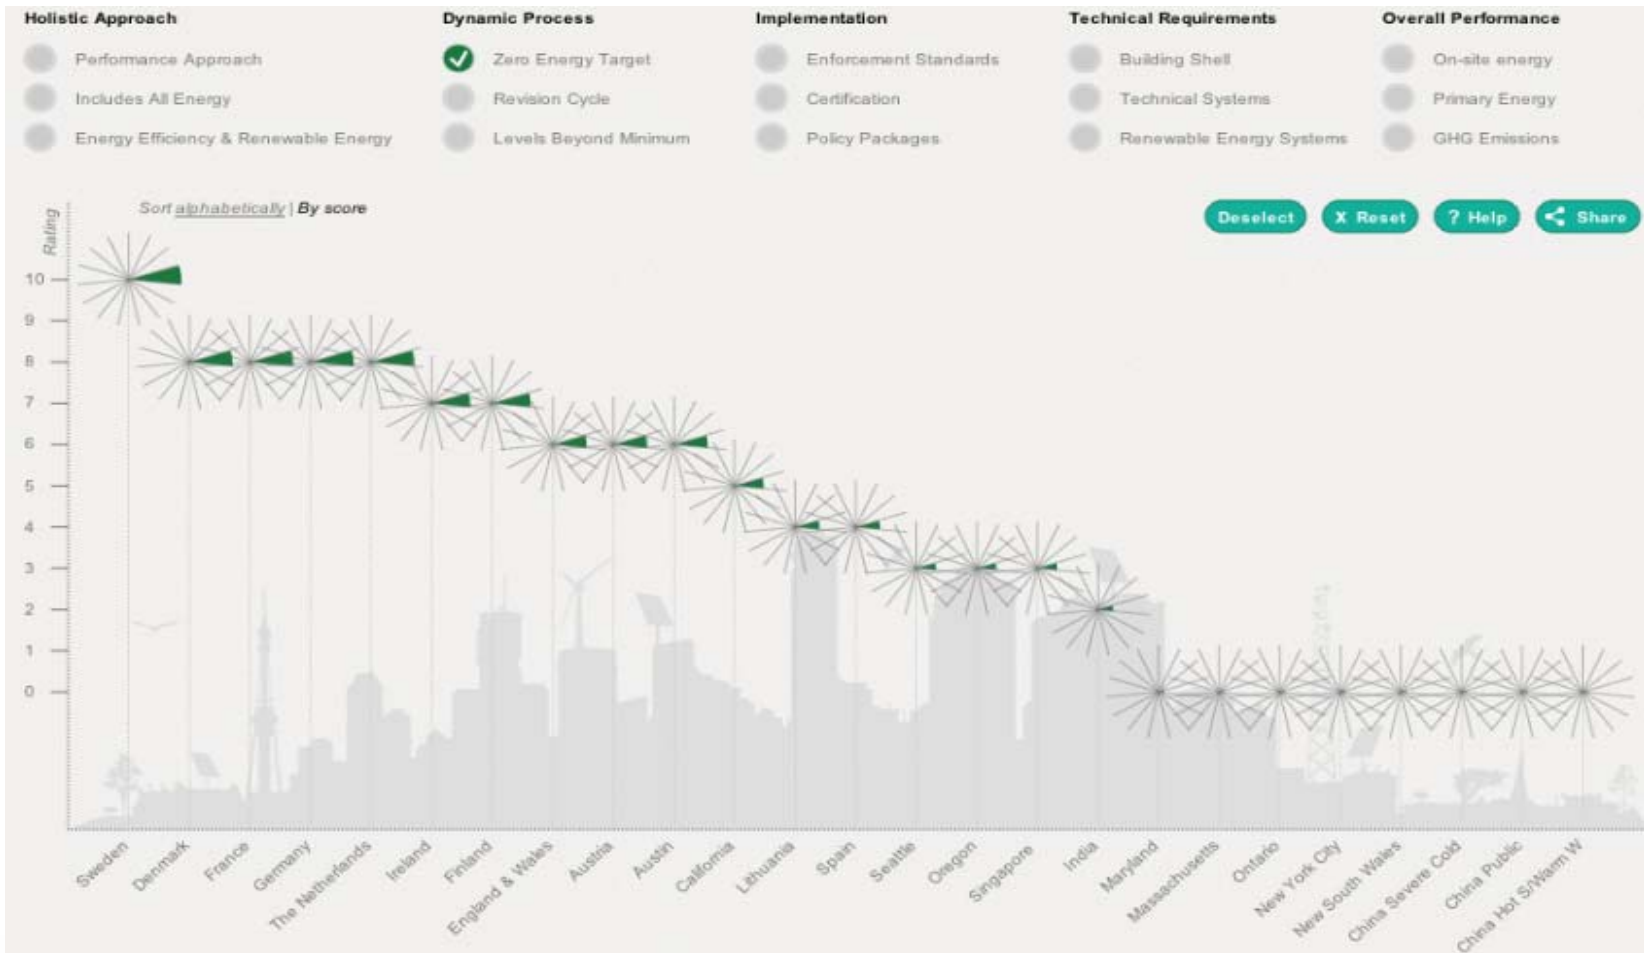 Holistic Approach
Performance Approach
Includes All Energy
Energy Efficiency & Renewable Energy
Dynamic Process
Zero Energy Target
Revision Cycle
Levels Beyond Minimum
Implementation
Enforcement Standards
Certification
Policy Packages
Technical Requirements
Building Shell
Technical Systems
Renewable Energy Systems
Overall Performance
On-site energy
Primary Energy
GHG Emissions
Sort alphabetically | By score
Deselect
X Reset
? Help
Share
Rating
10
9
8
7
6
5
4
3
2
1
0
Sweden
Denmark
France
Germany
The Netherlands
Ireland
Finland
England & Wales
Austria
Austin
California
Lithuania
Spain
Seattle
Oregon
Singapore
India
Maryland
Massachusetts
Ontario
New York City
New South Wales
China Severe Cold
China Public
China Hot S/Warm W